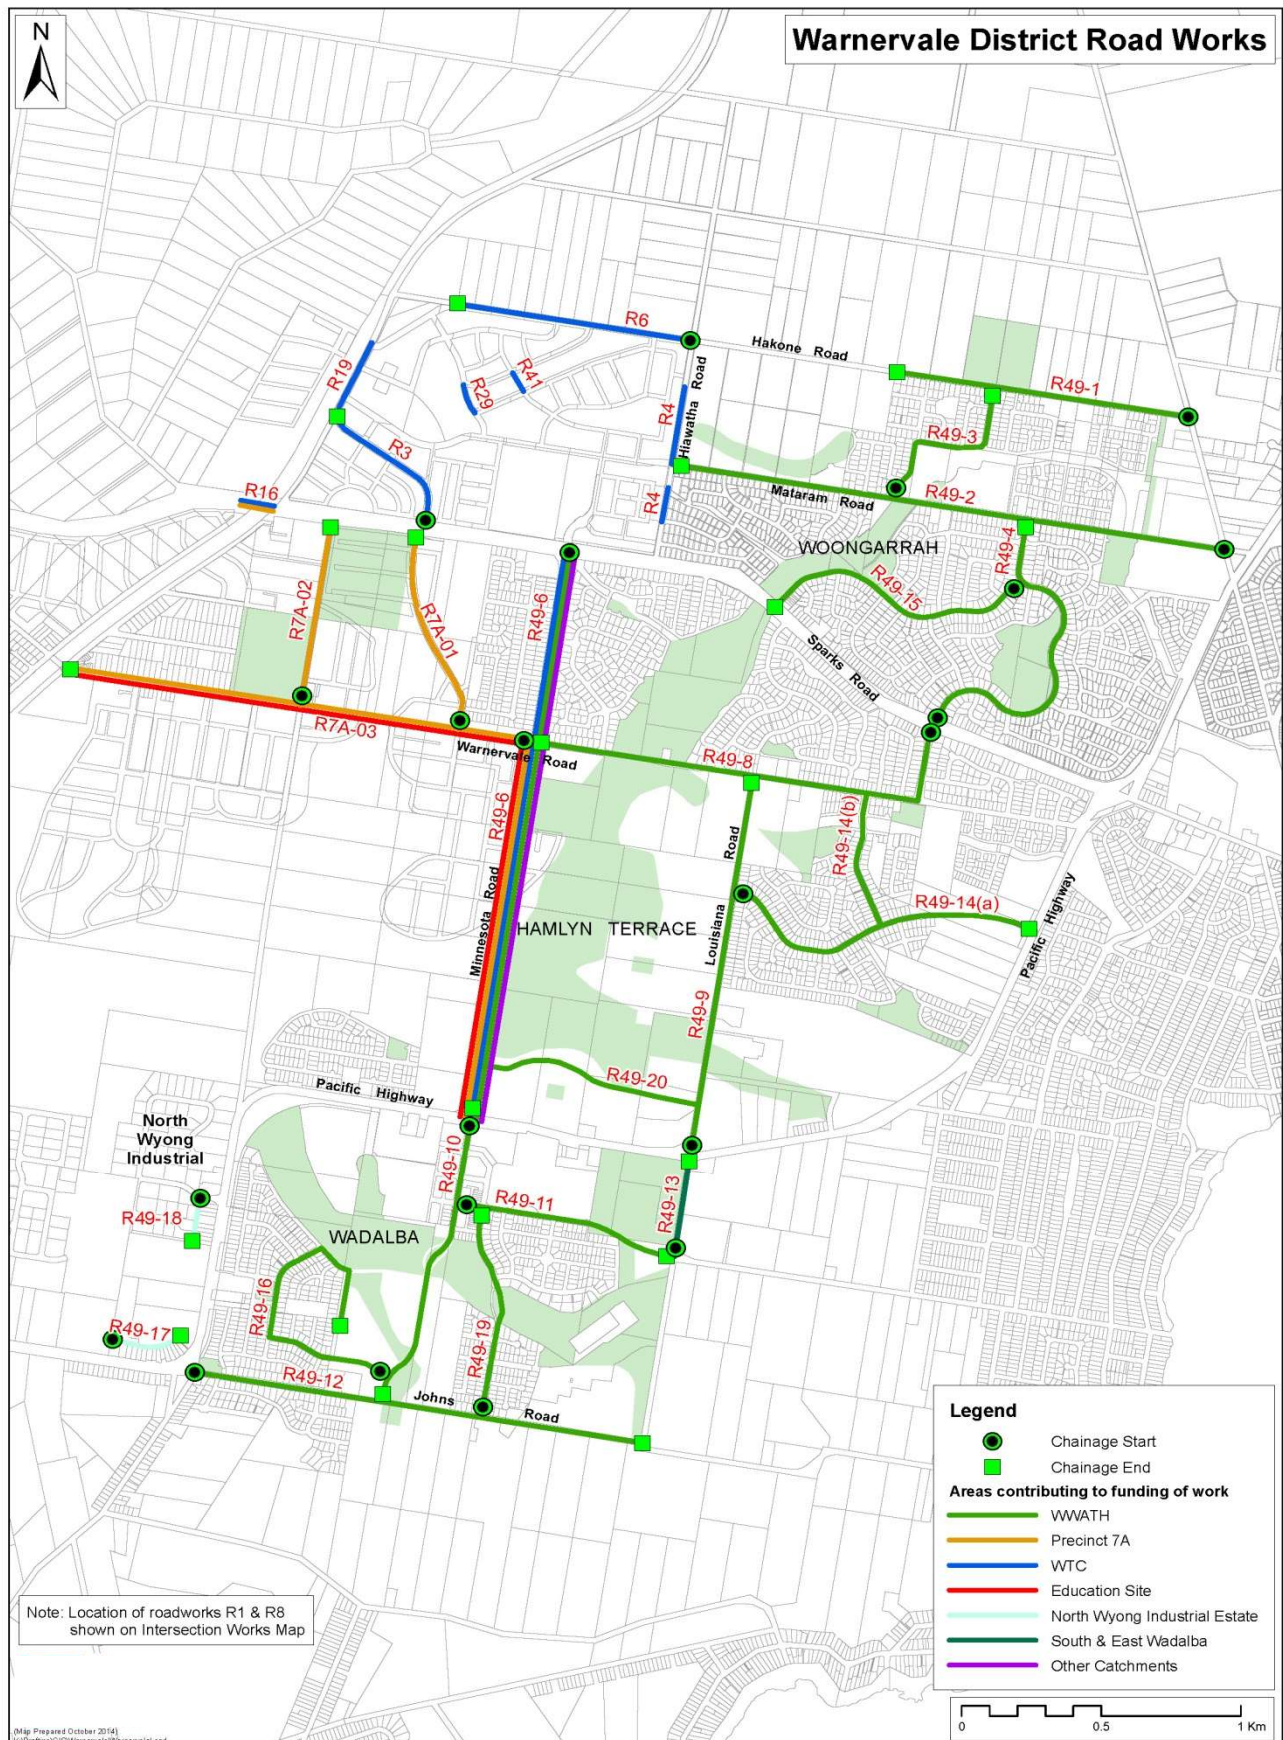 N
Warnervale District Road Works
R6
Hakone Road
R19
R29
R41
R4
Hiawatha Road
R49-1
R49-3
R3
R16
R4
Mataram Road
R49-2
WOONGARRAH
R49-4
R49-15
R7A-02
R7A-01
R49-6
Sparks Road
R7A-03
Warnervale Road
R49-8
R49-6
R49-14(b)
Louisiana Road
R49-14(a)
Minnesota Road
HAMLYN TERRACE
Pacific Highway
R49-9
R49-20
Pacific Highway
North
Wyong
Industrial
R49-10
R49-18
R49-11
R49-13
WADALBA
R49-16
R49-17
R49-19
R49-12
Johns Road
Legend
Chainage Start
Chainage End
Areas contributing to funding of work
WWATH
Precinct 7A
WTC
Education Site
North Wyong Industrial Estate
South & East Wadalba
Other Catchments
Note: Location of roadworks R1 & R8
shown on Intersection Works Map
0 0.5 1 Km
(Map Prepared October 2014)